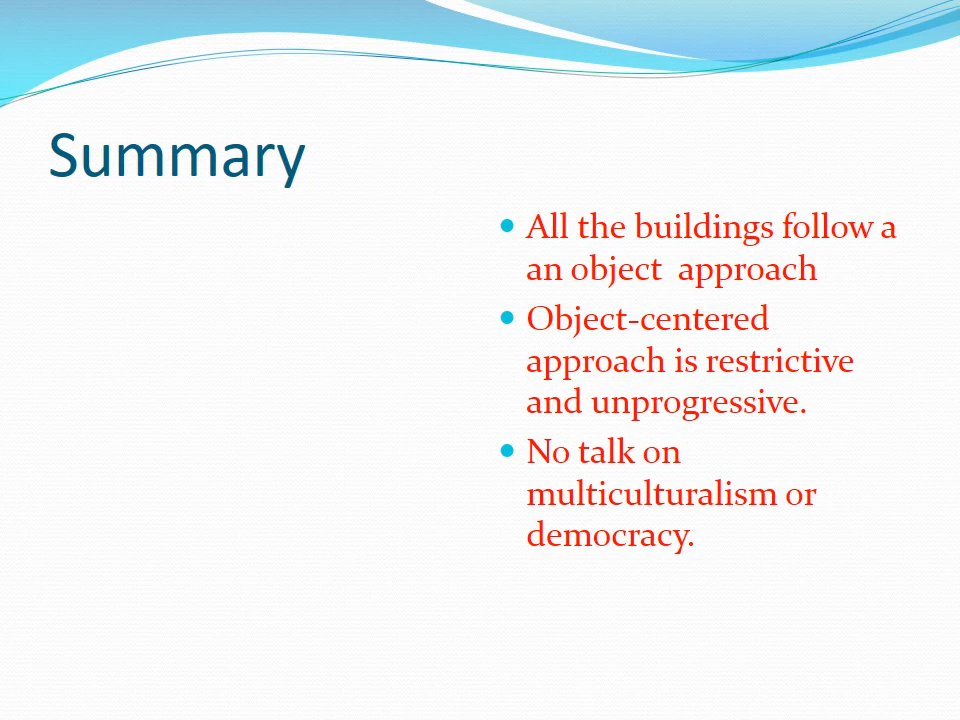 Summary
All the buildings follow a
an object  approach
Object-centered
approach is restrictive
and unprogressive.
No talk on
multiculturalism or
democracy.